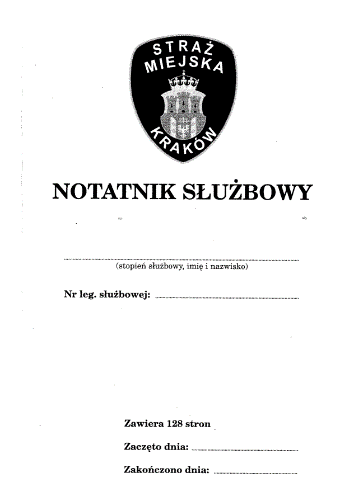 STRAŻ
MIEJSKA
KRAKÓW
NOTATNIK SŁUŻBOWY
(stopień służbowy, imię i nazwisko)
Nr leg. służbowej:
Zawiera 128 stron
Zaczęto dnia:
Zakończono dnia: